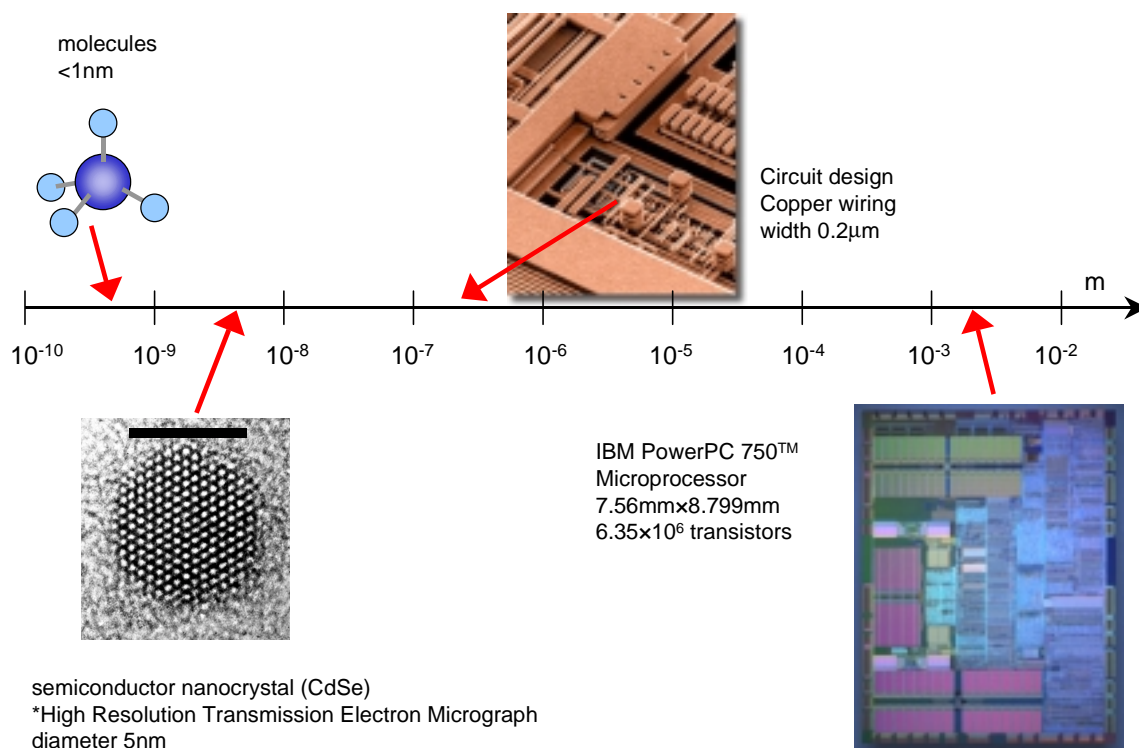 molecules
<1nm
Circuit design
Copper wiring
width 0.2μm
m
10⁻¹⁰ 10⁻⁹ 10⁻⁸ 10⁻⁷ 10⁻⁶ 10⁻⁵ 10⁻⁴ 10⁻³ 10⁻²
IBM PowerPC 750™
Microprocessor
7.56mm×8.799mm
6.35×10⁶ transistors
semiconductor nanocrystal (CdSe)
*High Resolution Transmission Electron Micrograph
diameter 5nm